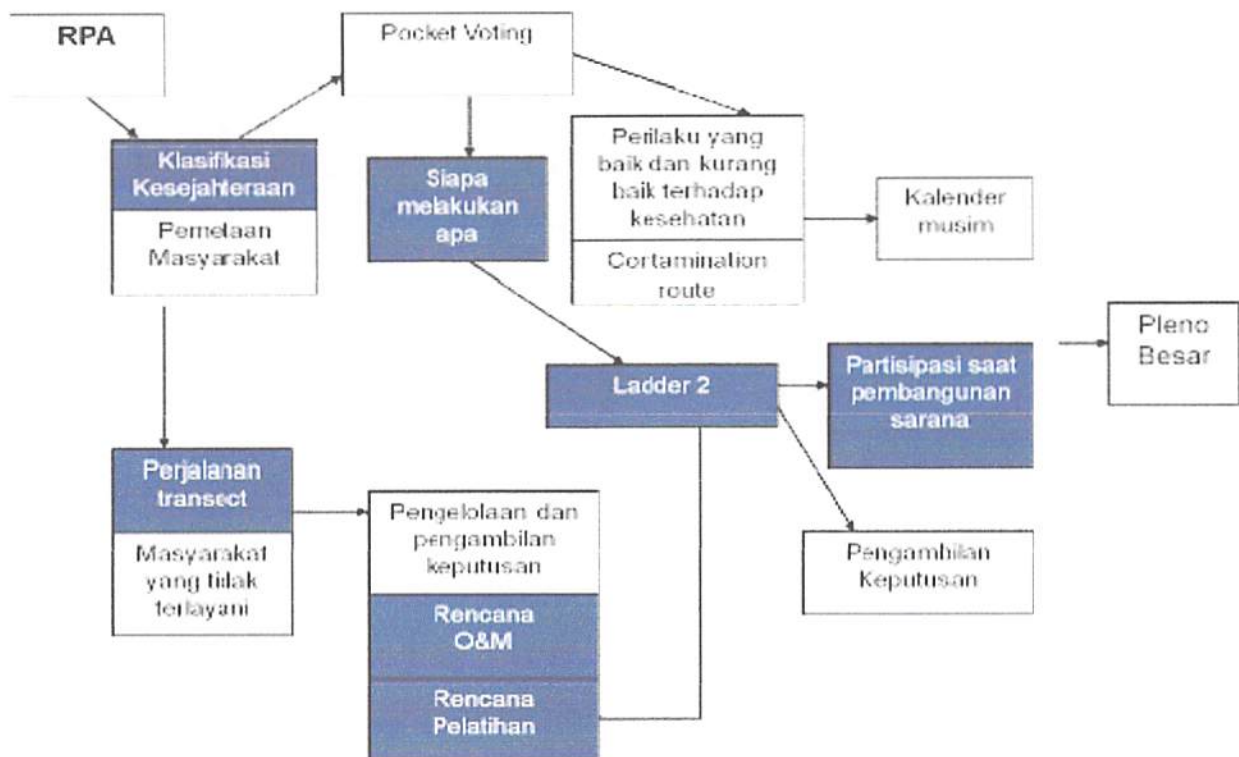 RPA
Pocket Voting
Klasifikasi
Kesejahteraan
Pemetaan
Masyarakat
Siapa
melakukan
apa
Perilaku yang
baik dan kurang
baik terhadap
kesehatan
Contamination
route
Kalender
musim
Pleno
Besar
Ladder 2
Partisipasi saat
pembangunan
sarana
Perjalanan
transect
Masyarakat
yang tidak
terlayani
Pengelolaan dan
pengambilan
keputusan
Rencana
O&M
Rencana
Pelatihan
Pengambilan
Keputusan